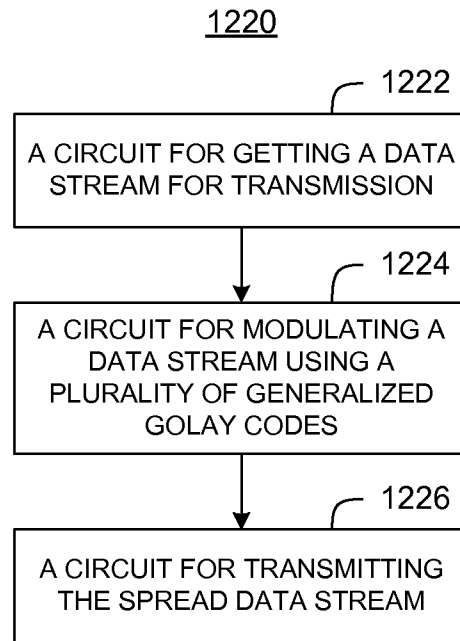 1220
1222
A CIRCUIT FOR GETTING A DATA
STREAM FOR TRANSMISSION
1224
A CIRCUIT FOR MODULATING A
DATA STREAM USING A
PLURALITY OF GENERALIZED
GOLAY CODES
1226
A CIRCUIT FOR TRANSMITTING
THE SPREAD DATA STREAM